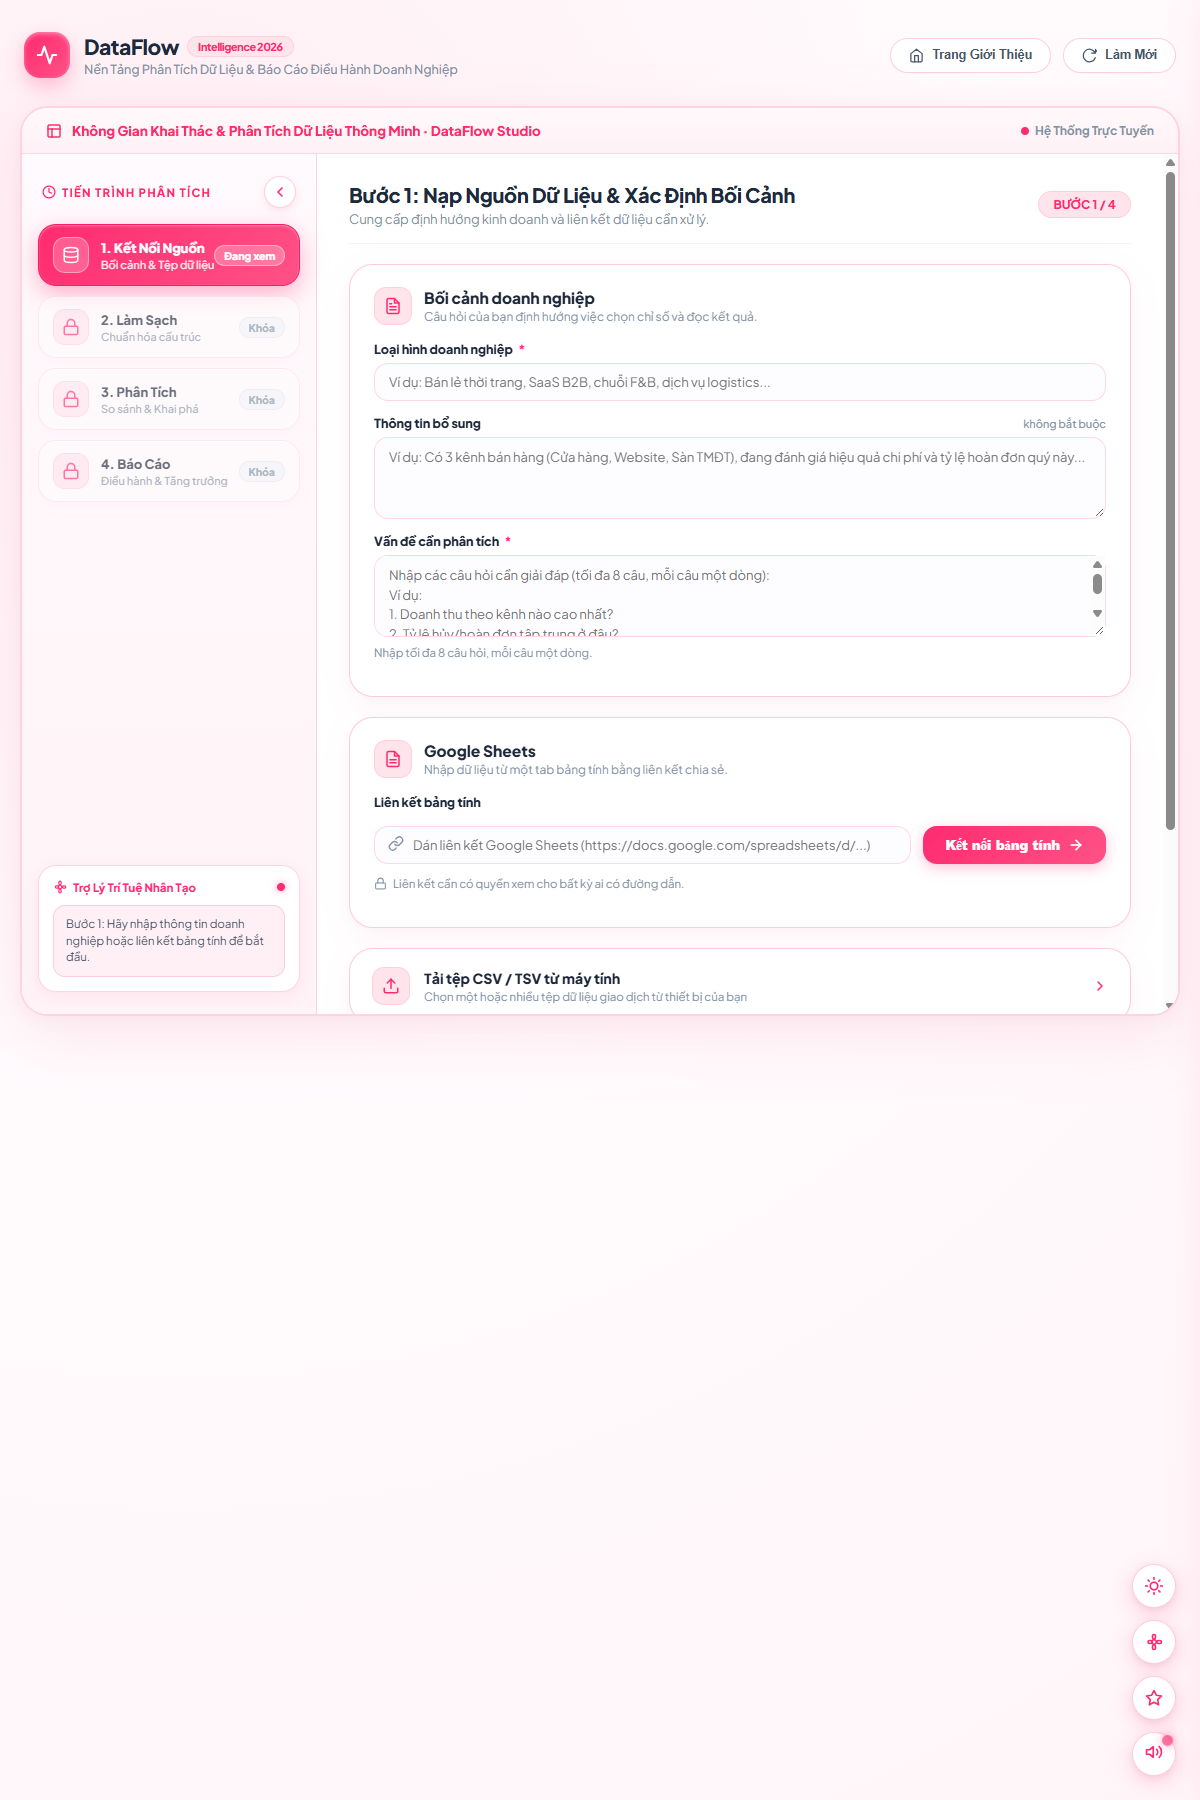 DataFlow
Intelligence 2026
Nền Tảng Phân Tích Dữ Liệu & Báo Cáo Điều Hành Doanh Nghiệp
Trang Giới Thiệu
Làm Mới
Không Gian Khai Thác & Phân Tích Dữ Liệu Thông Minh · DataFlow Studio
Hệ Thống Trực Tuyến
TIẾN TRÌNH PHÂN TÍCH
1. Kết Nối Nguồn
Bối cảnh & Tệp dữ liệu
Đang xem
2. Làm Sạch
Chuẩn hóa cấu trúc
Khóa
3. Phân Tích
So sánh & Khai phá
Khóa
4. Báo Cáo
Điều hành & Tăng trưởng
Khóa
Trợ Lý Trí Tuệ Nhân Tạo
Bước 1: Hãy nhập thông tin doanh
nghiệp hoặc liên kết bảng tính để bắt
đầu.
Bước 1: Nạp Nguồn Dữ Liệu & Xác Định Bối Cảnh
Cung cấp định hướng kinh doanh và liên kết dữ liệu cần xử lý.
BƯỚC 1 / 4
Bối cảnh doanh nghiệp
Câu hỏi của bạn định hướng việc chọn chỉ số và đọc kết quả.
Loại hình doanh nghiệp *
Ví dụ: Bán lẻ thời trang, SaaS B2B, chuỗi F&B, dịch vụ logistics...
Thông tin bổ sung
không bắt buộc
Ví dụ: Có 3 kênh bán hàng (Cửa hàng, Website, Sàn TMĐT), đang đánh giá hiệu quả chi phí và tỷ lệ hoàn đơn quý này...
Vấn đề cần phân tích *
Nhập các câu hỏi cần giải đáp (tối đa 8 câu, mỗi câu một dòng):
Ví dụ:
1. Doanh thu theo kênh nào cao nhất?
2. Tỷ lệ hủy/hoàn đơn tập trung ở đâu?
Nhập tối đa 8 câu hỏi, mỗi câu một dòng.
Google Sheets
Nhập dữ liệu từ một tab bảng tính bằng liên kết chia sẻ.
Liên kết bảng tính
Dán liên kết Google Sheets (https://docs.google.com/spreadsheets/d/...)
Kết nối bảng tính
Liên kết cần có quyền xem cho bất kỳ ai có đường dẫn.
Tải tệp CSV / TSV từ máy tính
Chọn một hoặc nhiều tệp dữ liệu giao dịch từ thiết bị của bạn